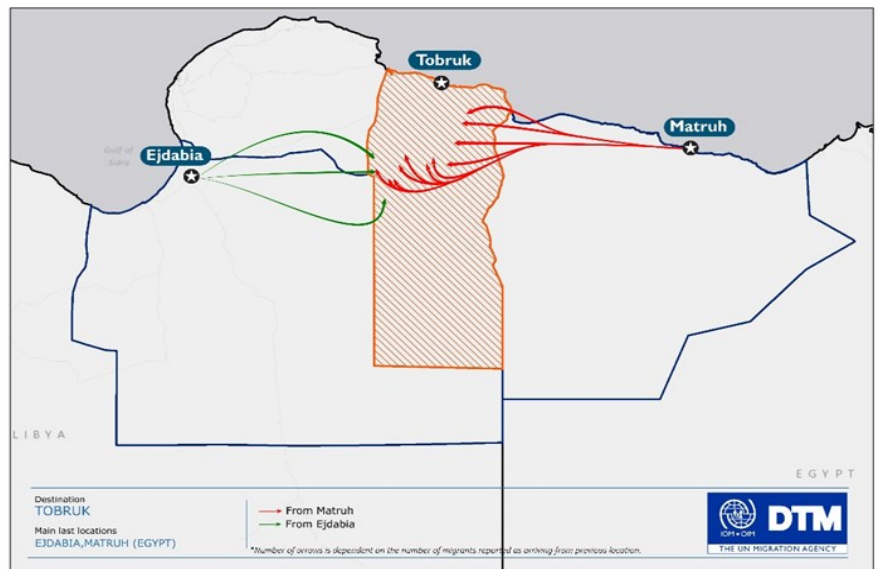 Tobruk
Matruh
Gulf of
Sidra
Ejdabia
LIBYA
EGYPT
Destination
TOBRUK
Main last locations
EJDABIA,MATRUH (EGYPT)
From Matruh
From Ejdabia
*Number of arrows is dependent on the number of migrants reported as arriving from previous location.
IOM • OIM
DTM
THE UN MIGRATION AGENCY